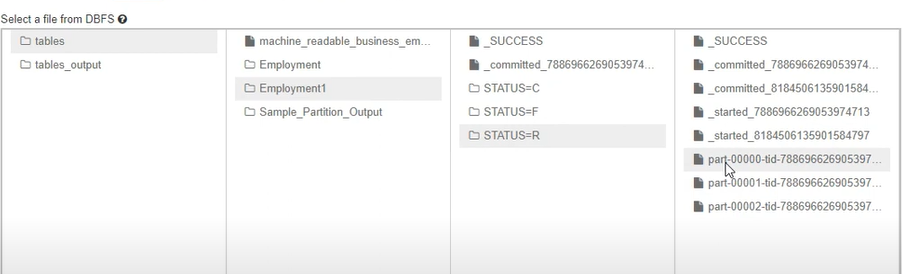 Select a file from DBFS
tables
tables_output
machine_readable_business_em...
Employment
Employment1
Sample_Partition_Output
_SUCCESS
_committed_7886966269053974...
STATUS=C
STATUS=F
STATUS=R
_SUCCESS
_committed_7886966269053974...
_committed_8184506135901584...
_started_7886966269053974713
_started_8184506135901584797
part-00000-tid-788696626905397...
part-00001-tid-788696626905397...
part-00002-tid-788696626905397...